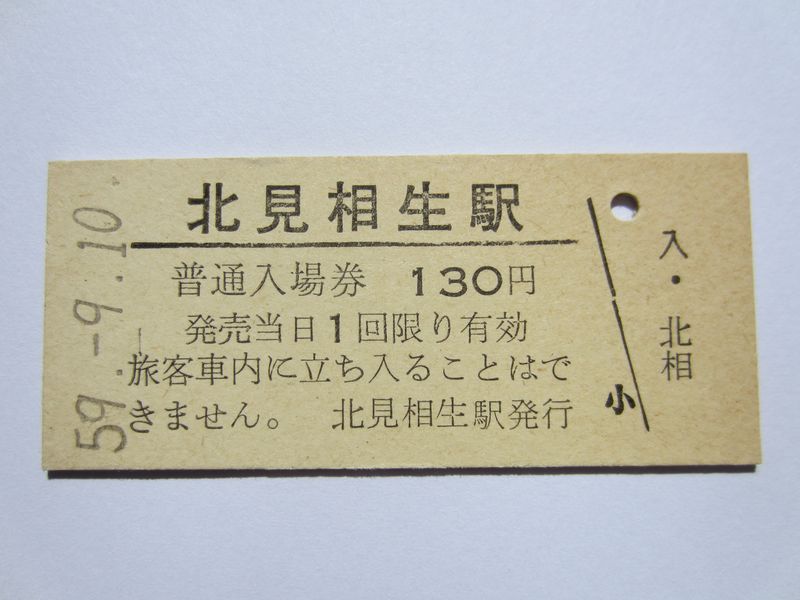 北見相生駅
普通入場券 130円
発売当日1回限り有効
旅客車内に立ち入ることはで
きません。 北見相生駅発行
小
入・北相
59.-9.10.